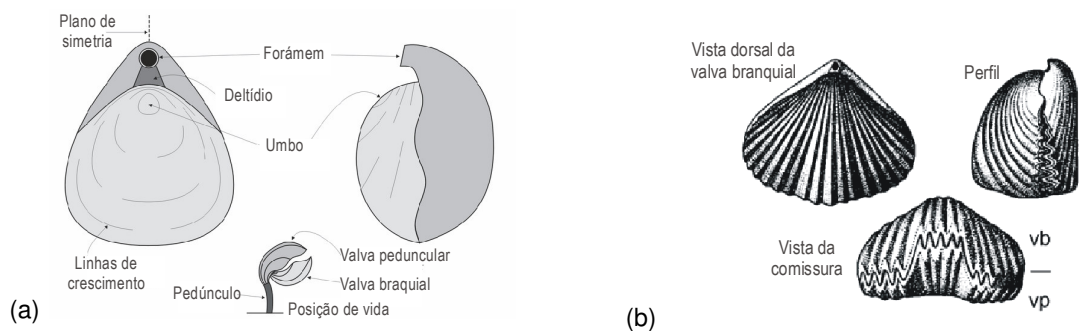 Plano de
simetria
Forámem
Deltídio
Umbo
Linhas de
crescimento
Pedúnculo
Valva peduncular
Valva braquial
Posição de vida
(a)
Vista dorsal da
valva branquial
Perfil
Vista da
comissura
vb
vp
(b)